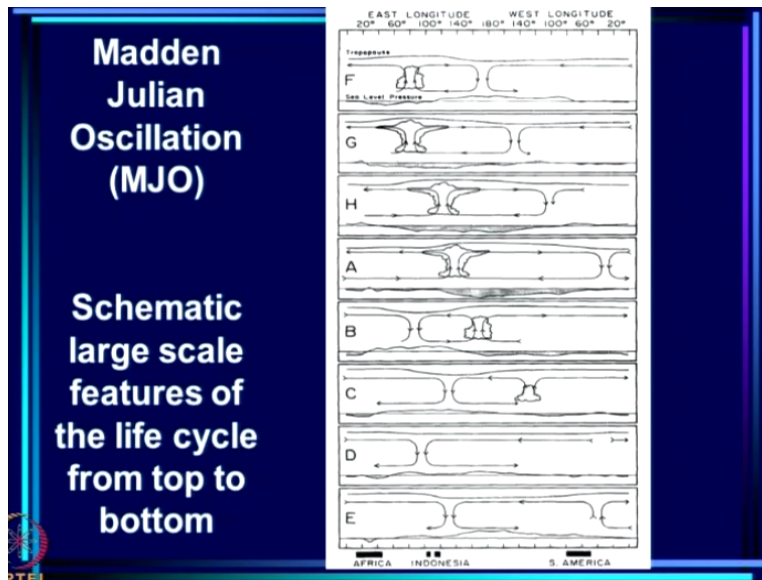 Madden
Julian
Oscillation
(MJO)
Schematic
large scale
features of
the life cycle
from top to
bottom
EAST LONGITUDE WEST LONGITUDE
20° 60° 100° 140° 180° 140° 100° 60° 20°
Tropopause
F
Sea Level Pressure
G
H
A
B
C
D
E
AFRICA INDONESIA S. AMERICA
PTEL